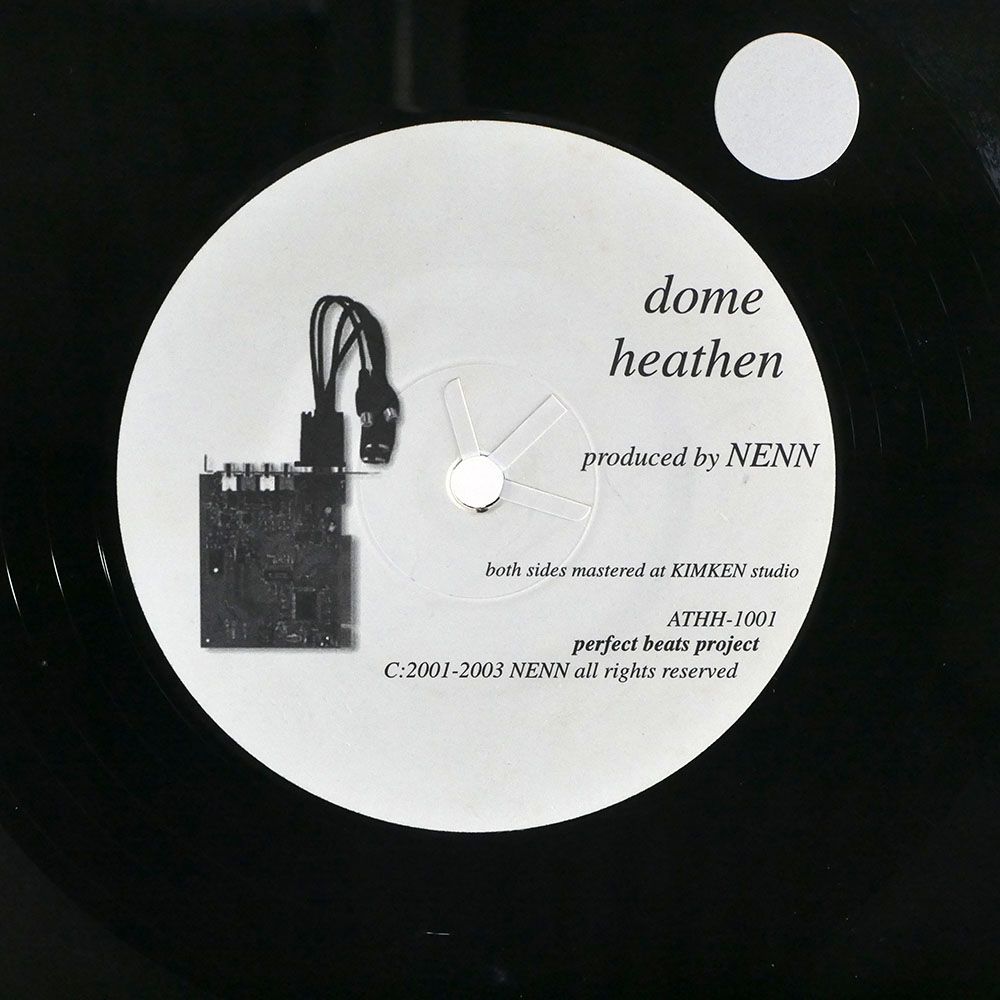 dome
heathen
produced by NENN
both sides mastered at KIMKEN studio
ATHH-1001
perfect beats project
C:2001-2003 NENN all rights reserved